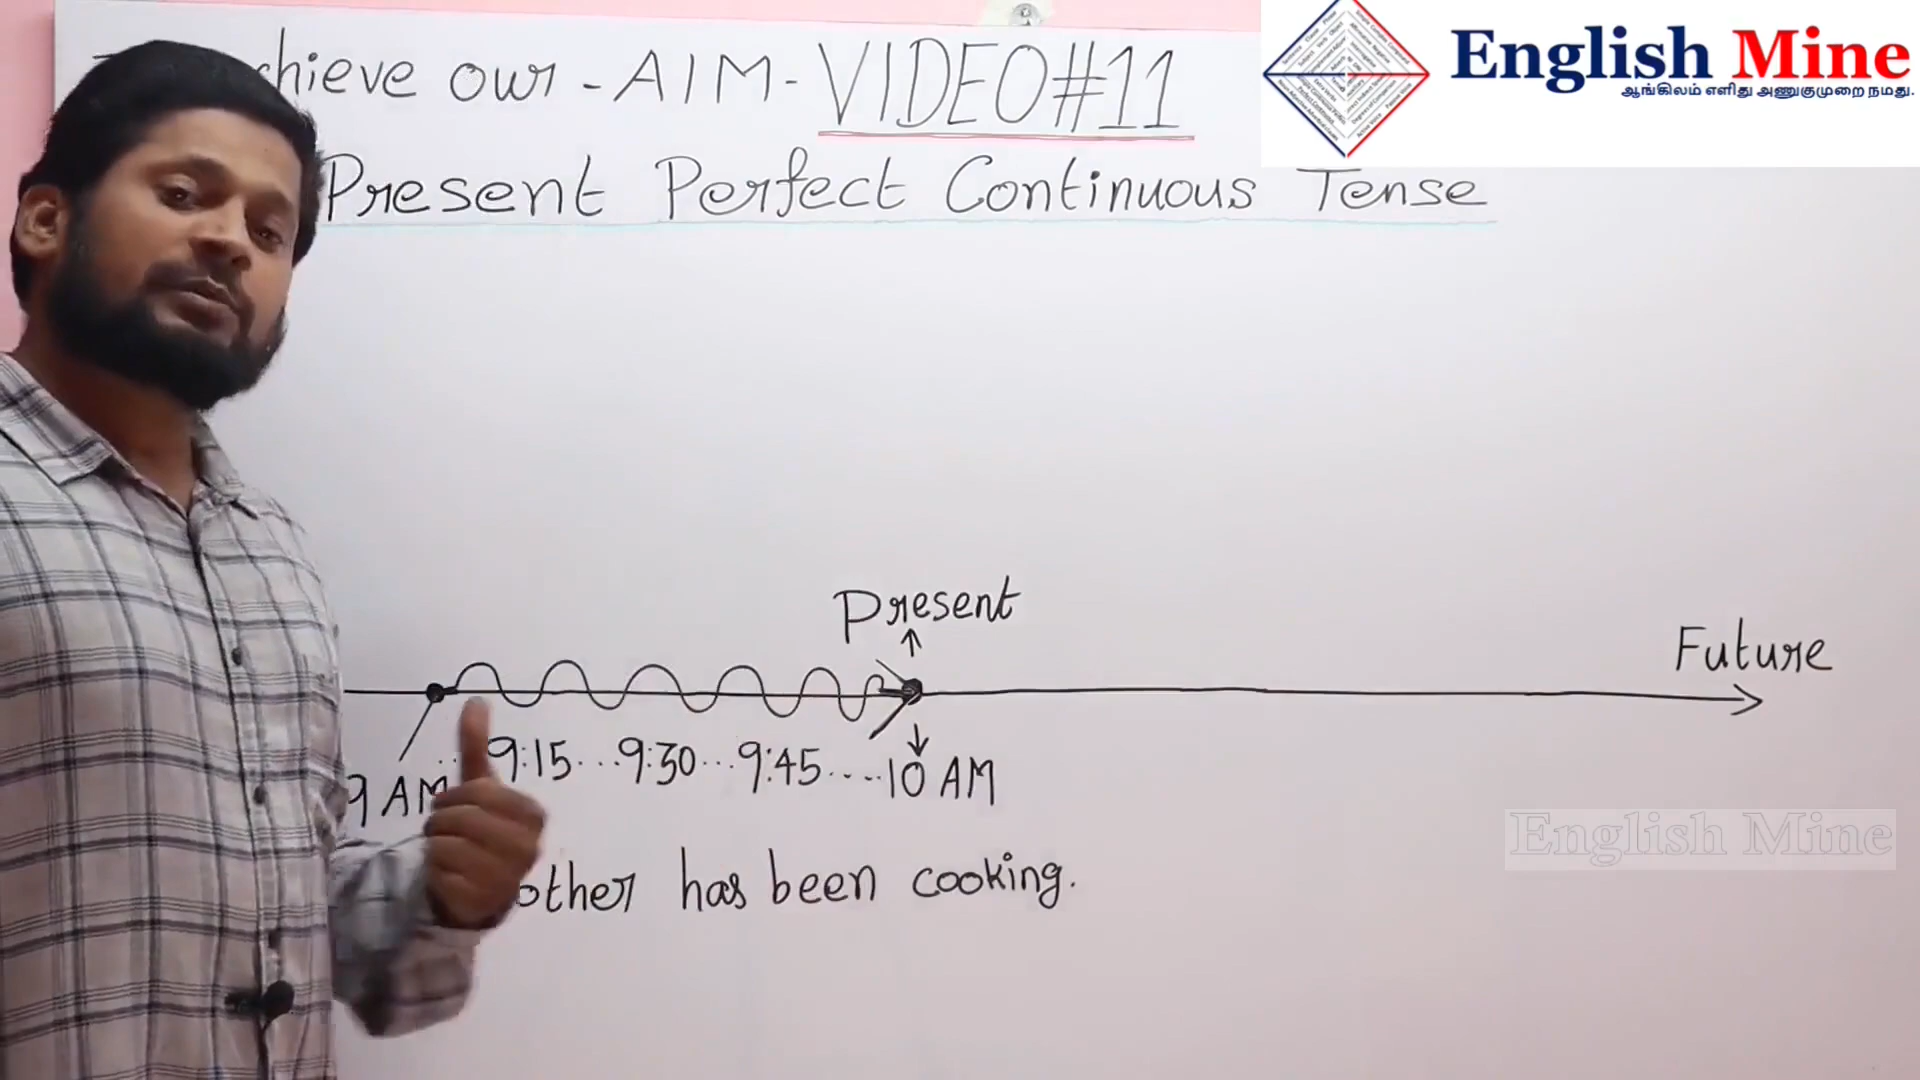 achieve our - AIM - VIDEO#11
English Mine
ஆங்கிலம் எளிது அணுகுமுறை நமது.
Present Perfect Continuous Tense
Present
Future
9 AM .. 9:15...9:30...9:45....10 AM
English Mine
other has been cooking.